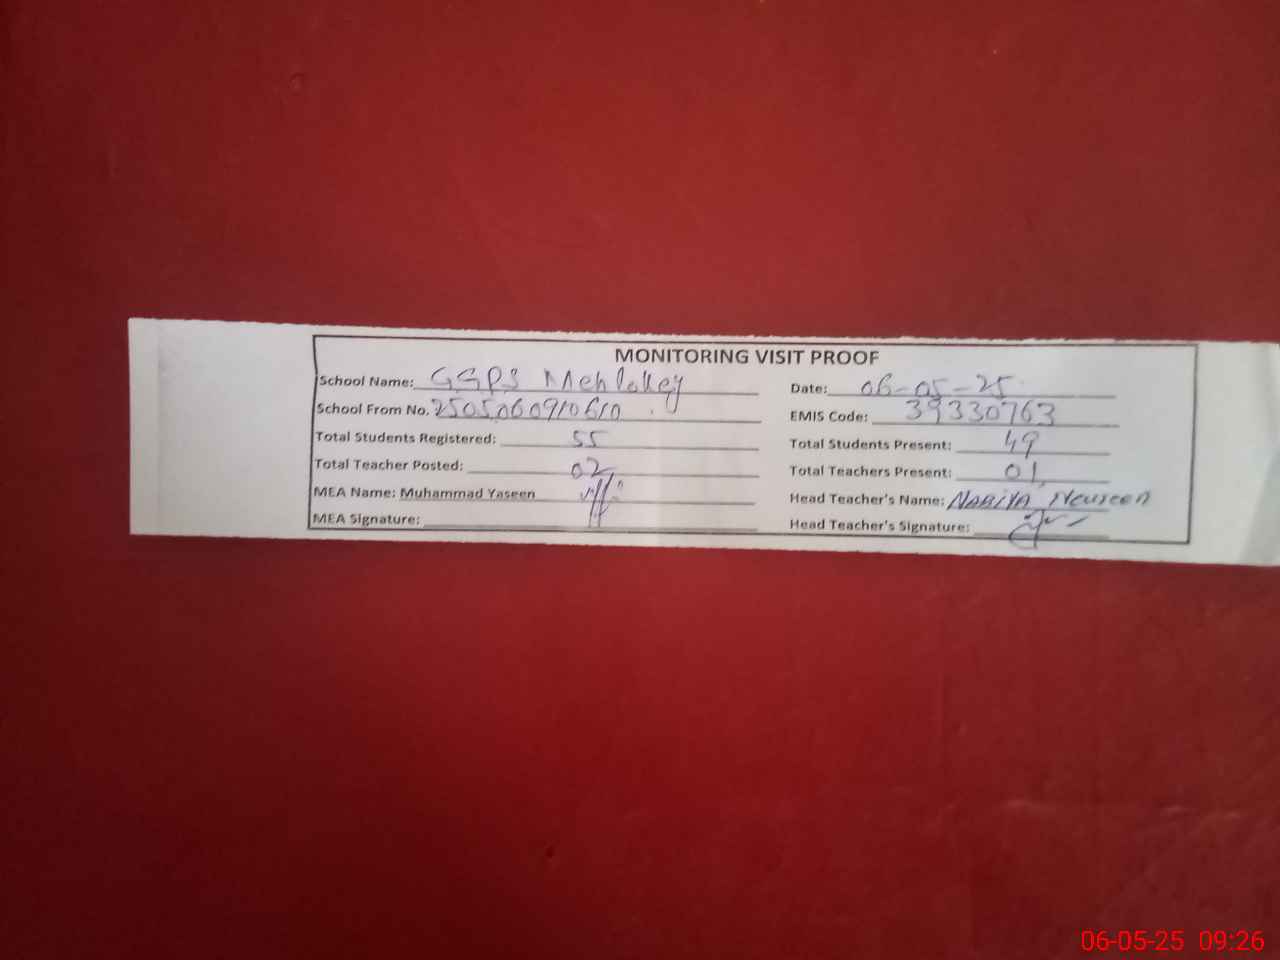 MONITORING VISIT PROOF
School Name: GGPS Mehlokey
Date: 06-05-25
School From No. 2505060910610
EMIS Code: 39330763
Total Students Registered: 55
Total Students Present: 49
Total Teacher Posted: 02
Total Teachers Present: 01
MEA Name: Muhammad Yaseen
Head Teacher's Name: NABIYA Noureen
MEA Signature:
Head Teacher's Signature:
06-05-25 09:26